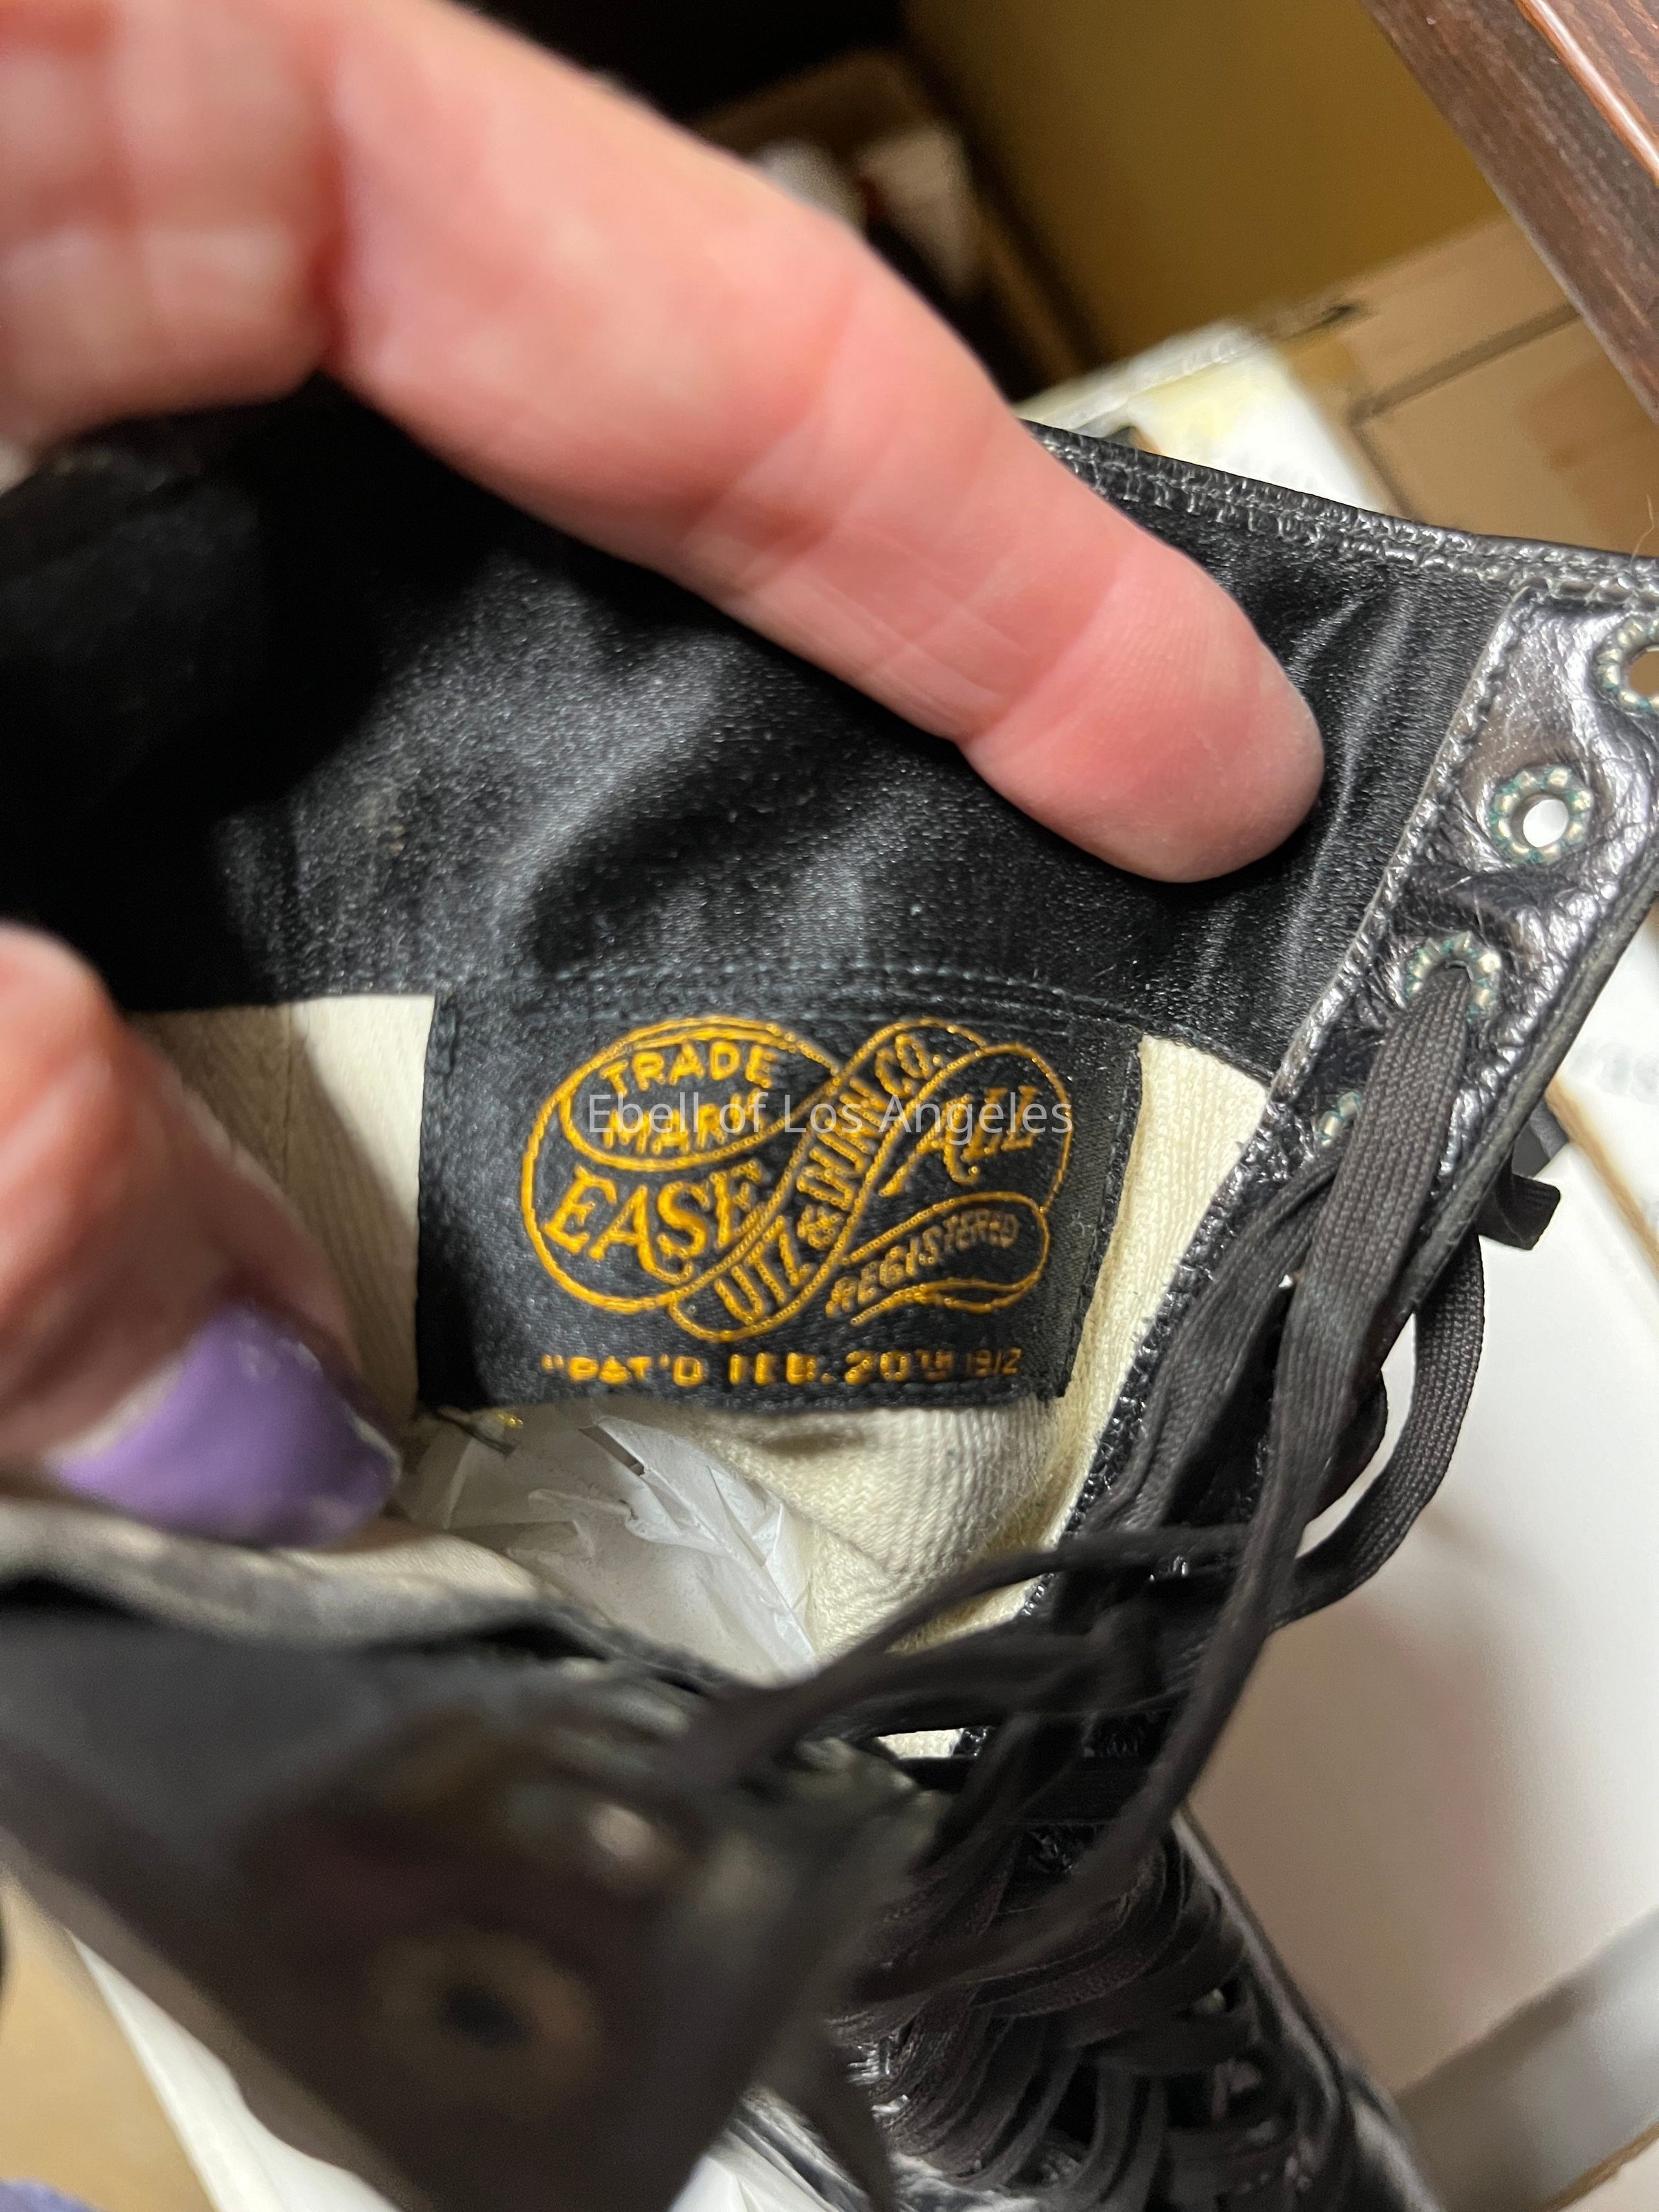 TRADE
MARK
EASE
UTZ & DUNN CO.
ALL
REGISTERED
"PAT'D FEB. 20TH 1912
Ebell of Los Angeles